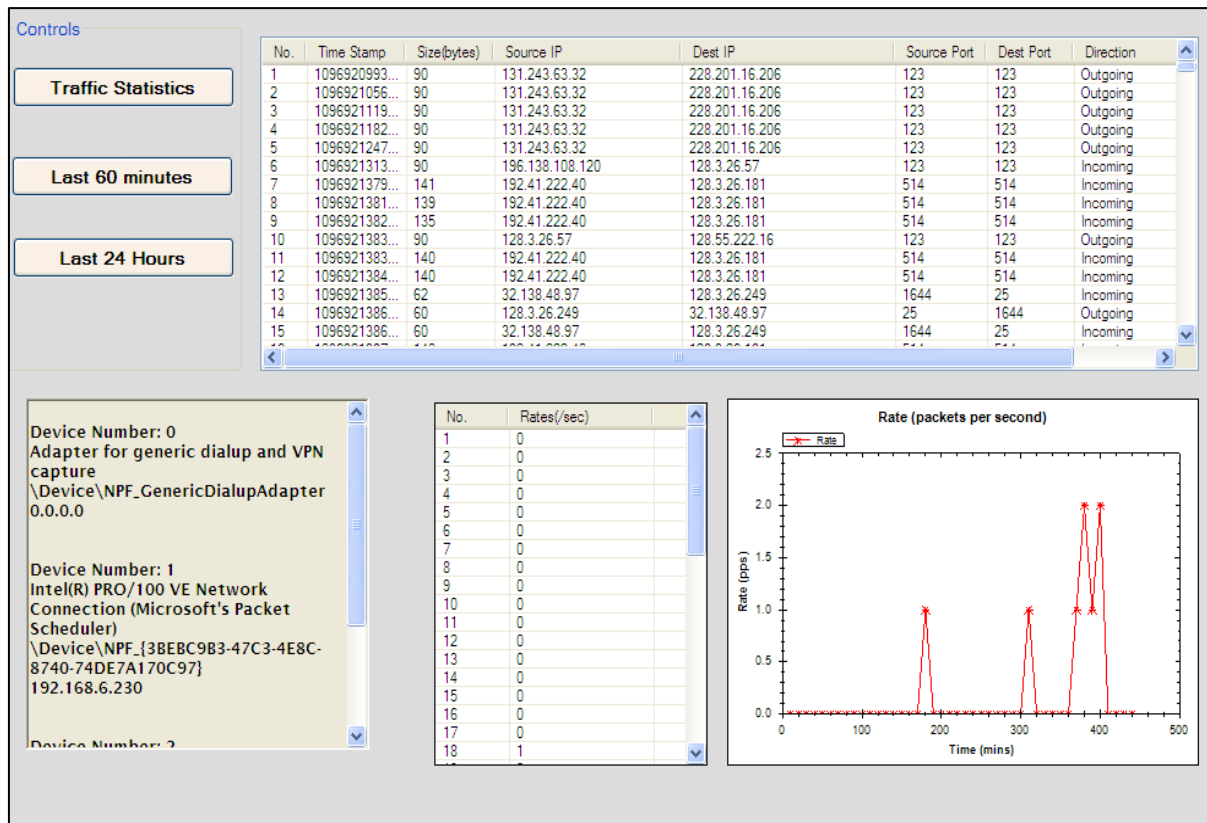 Controls
Traffic Statistics
Last 60 minutes
Last 24 Hours
No. Time Stamp Size(bytes) Source IP Dest IP Source Port Dest Port Direction
1 1096920993... 90 131.243.63.32 228.201.16.206 123 123 Outgoing
2 1096921056... 90 131.243.63.32 228.201.16.206 123 123 Outgoing
3 1096921119... 90 131.243.63.32 228.201.16.206 123 123 Outgoing
4 1096921182... 90 131.243.63.32 228.201.16.206 123 123 Outgoing
5 1096921247... 90 131.243.63.32 228.201.16.206 123 123 Outgoing
6 1096921313... 90 196.138.108.120 128.3.26.57 123 123 Incoming
7 1096921379... 141 192.41.222.40 128.3.26.181 514 514 Incoming
8 1096921381... 139 192.41.222.40 128.3.26.181 514 514 Incoming
9 1096921382... 135 192.41.222.40 128.3.26.181 514 514 Incoming
10 1096921383... 90 128.3.26.57 128.55.222.16 123 123 Outgoing
11 1096921383... 140 192.41.222.40 128.3.26.181 514 514 Incoming
12 1096921384... 140 192.41.222.40 128.3.26.181 514 514 Incoming
13 1096921385... 62 32.138.48.97 128.3.26.249 1644 25 Incoming
14 1096921386... 60 128.3.26.249 32.138.48.97 25 1644 Outgoing
15 1096921386... 60 32.138.48.97 128.3.26.249 1644 25 Incoming
Device Number: 0
Adapter for generic dialup and VPN
capture
\Device\NPF_GenericDialupAdapter
0.0.0.0
Device Number: 1
Intel(R) PRO/100 VE Network
Connection (Microsoft's Packet
Scheduler)
\Device\NPF_{3BEBC9B3-47C3-4E8C-
8740-74DE7A170C97}
192.168.6.230
Device Number: 2
No. Rates(/sec)
1 0
2 0
3 0
4 0
5 0
6 0
7 0
8 0
9 0
10 0
11 0
12 0
13 0
14 0
15 0
16 0
17 0
18 1
Rate (packets per second)
Rate
2.5
2.0
1.5
1.0
0.5
0.0
Rate (pps)
0 100 200 300 400 500
Time (mins)